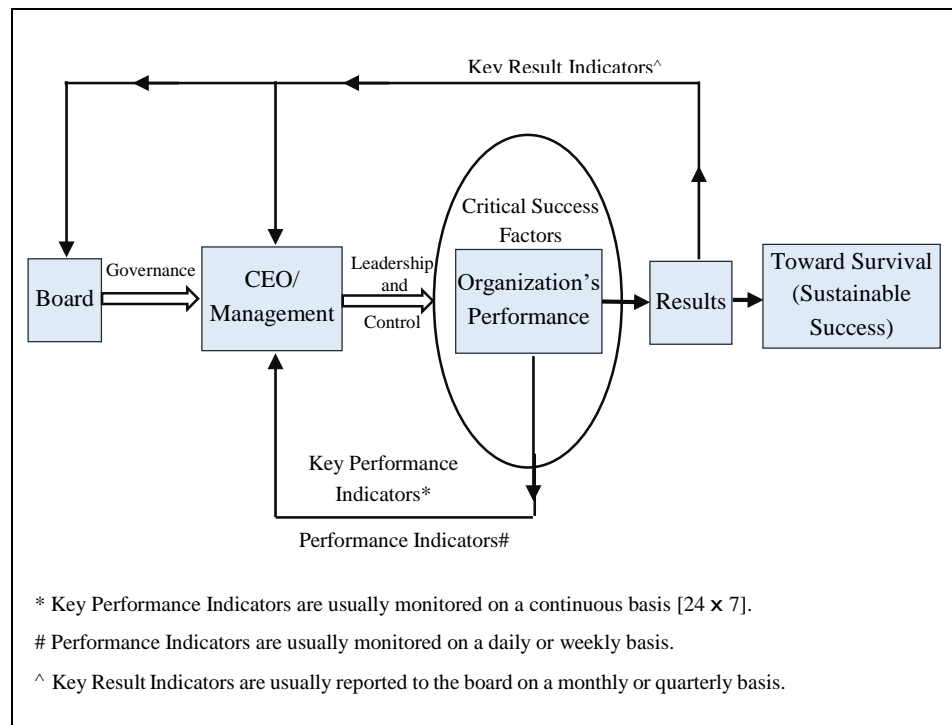 Key Result Indicators^
Critical Success
Factors
Board
Governance
CEO/
Management
Leadership
and
Control
Organization’s
Performance
Results
Toward Survival
(Sustainable
Success)
Key Performance
Indicators*
Performance Indicators#
* Key Performance Indicators are usually monitored on a continuous basis [24 x 7].
# Performance Indicators are usually monitored on a daily or weekly basis.
^ Key Result Indicators are usually reported to the board on a monthly or quarterly basis.